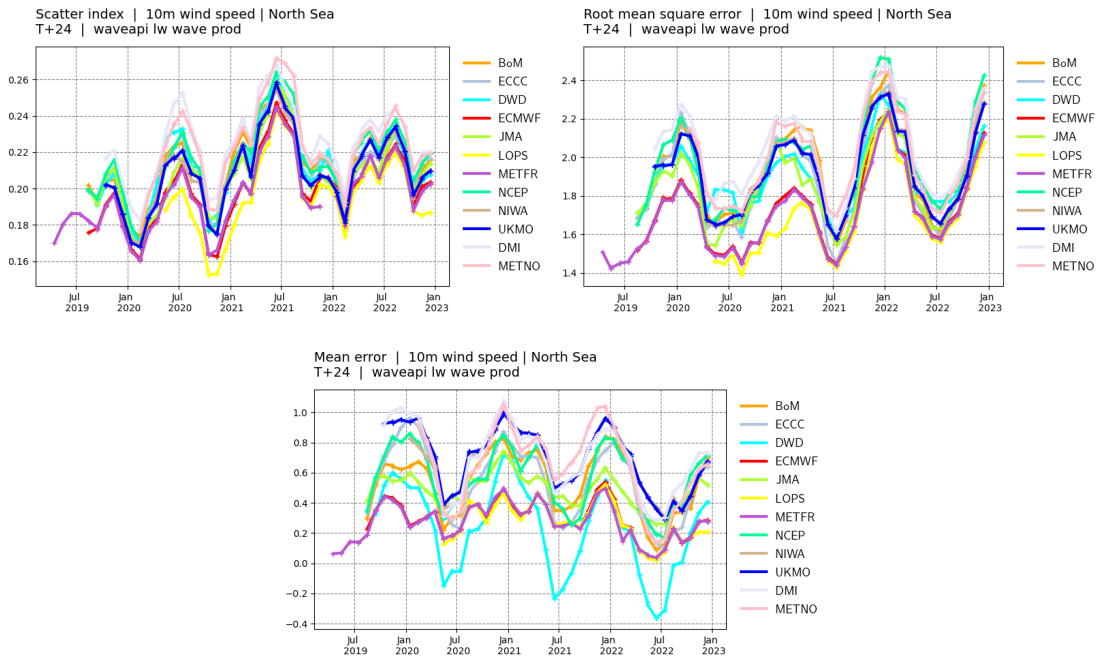 Scatter index | 10m wind speed | North Sea
T+24 | waveapi lw wave prod
0.26
0.24
0.22
0.20
0.18
0.16
Jul 2019
Jan 2020
Jul 2020
Jan 2021
Jul 2021
Jan 2022
Jul 2022
Jan 2023
BoM
ECCC
DWD
ECMWF
JMA
LOPS
METFR
NCEP
NIWA
UKMO
DMI
METNO
Root mean square error | 10m wind speed | North Sea
T+24 | waveapi lw wave prod
2.4
2.2
2.0
1.8
1.6
1.4
Jul 2019
Jan 2020
Jul 2020
Jan 2021
Jul 2021
Jan 2022
Jul 2022
Jan 2023
BoM
ECCC
DWD
ECMWF
JMA
LOPS
METFR
NCEP
NIWA
UKMO
DMI
METNO
Mean error | 10m wind speed | North Sea
T+24 | waveapi lw wave prod
1.0
0.8
0.6
0.4
0.2
0.0
−0.2
−0.4
Jul 2019
Jan 2020
Jul 2020
Jan 2021
Jul 2021
Jan 2022
Jul 2022
Jan 2023
BoM
ECCC
DWD
ECMWF
JMA
LOPS
METFR
NCEP
NIWA
UKMO
DMI
METNO